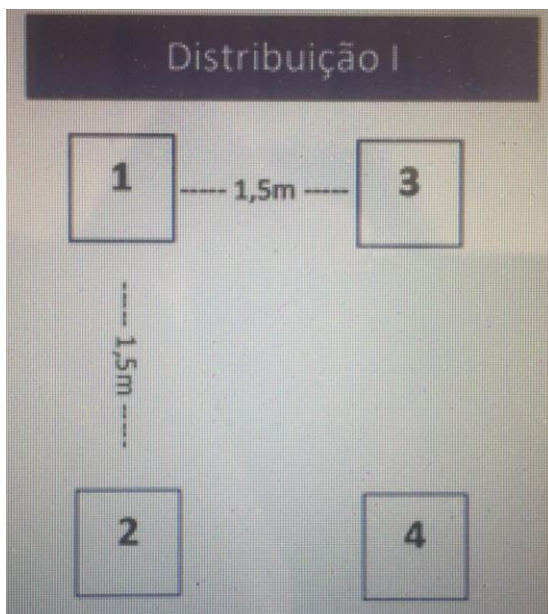 Distribuição I
1 ----- 1,5m ----- 3
----- 1,5m -----
2 4